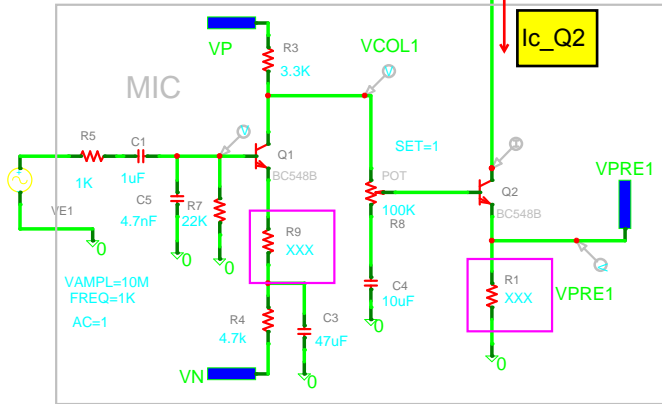 Ic_Q2
VP
R3
3.3K
VCOL1
V
MIC
R5
1K
C1
1uF
V
Q1
BC548B
SET=1
POT
100K
R8
Q2
BC548B
VPRE1
VE1
0
C5
4.7nF
R7
22K
0
0
R9
XXX
C4
10uF
0
R1
XXX
VPRE1
0
VAMPL=10M
FREQ=1K
AC=1
R4
4.7k
C3
47uF
0
VN